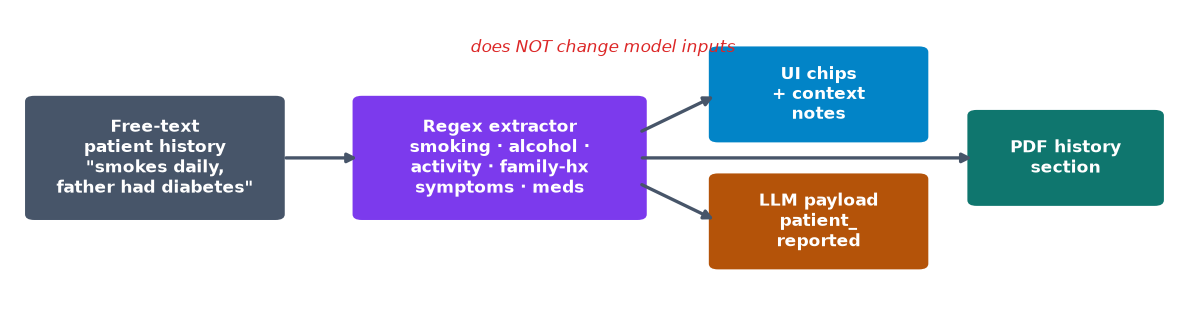 does NOT change model inputs
Free-text
patient history
"smokes daily,
father had diabetes"
Regex extractor
smoking · alcohol ·
activity · family-hx
symptoms · meds
UI chips
+ context
notes
LLM payload
patient_
reported
PDF history
section